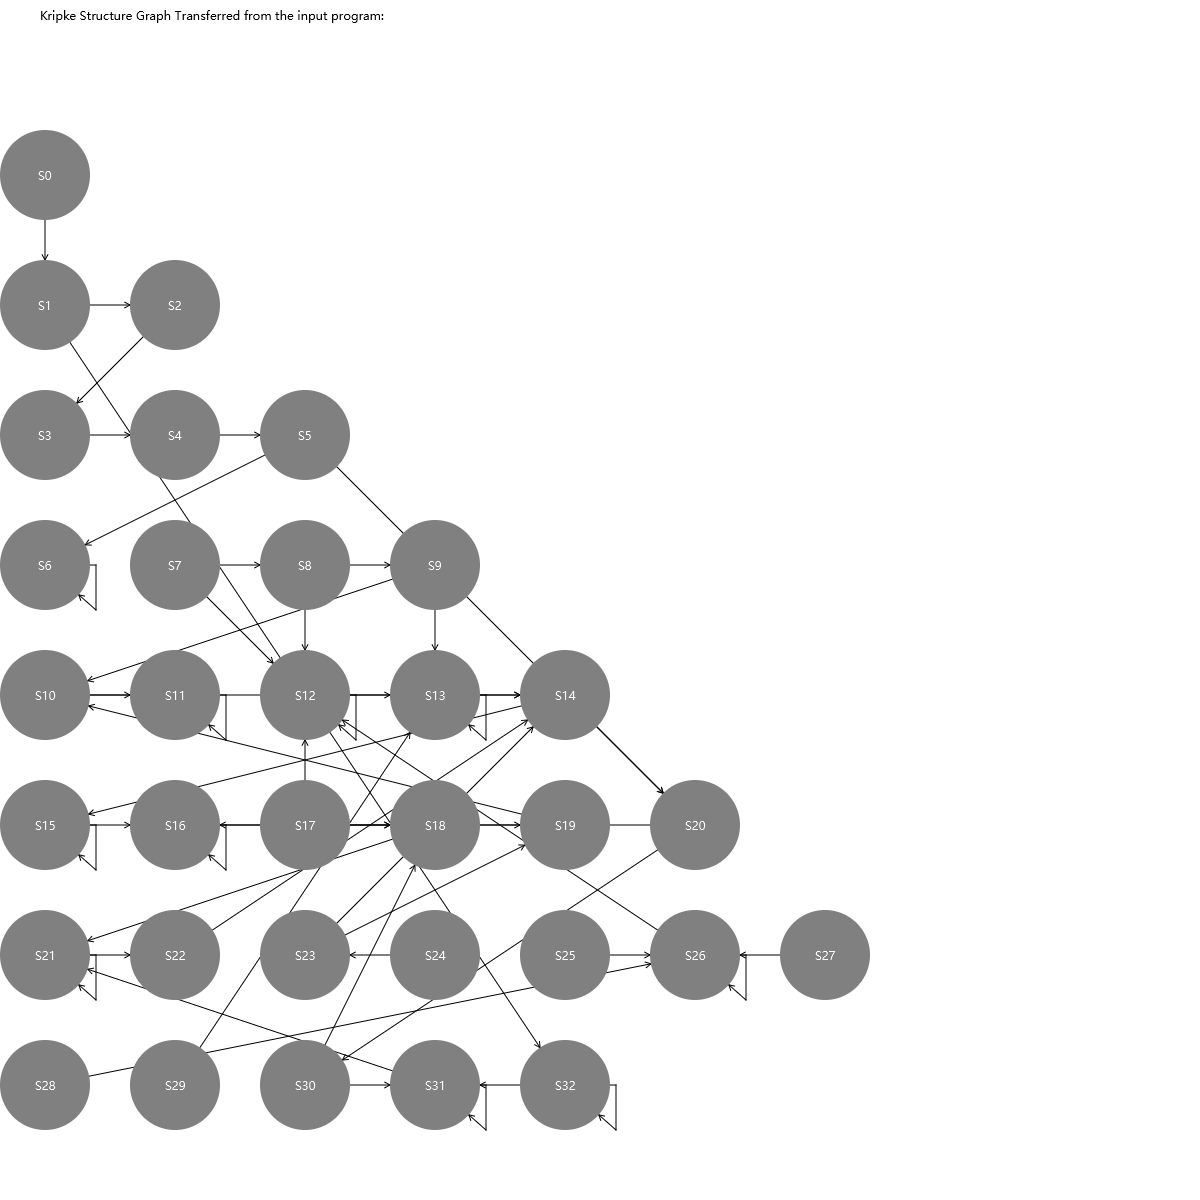 Kripke Structure Graph Transferred from the input program:
S0
S1 S2
S3 S4 S5
S6 S7 S8 S9
S10 S11 S12 S13 S14
S15 S16 S17 S18 S19 S20
S21 S22 S23 S24 S25 S26 S27
S28 S29 S30 S31 S32